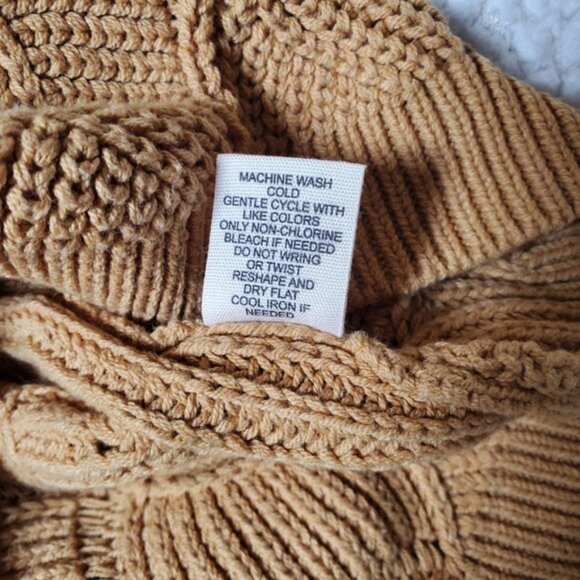 MACHINE WASH
COLD
GENTLE CYCLE WITH
LIKE COLORS
ONLY NON-CHLORINE
BLEACH IF NEEDED
DO NOT WRING
OR TWIST
RESHAPE AND
DRY FLAT
COOL IRON IF
NEEDED